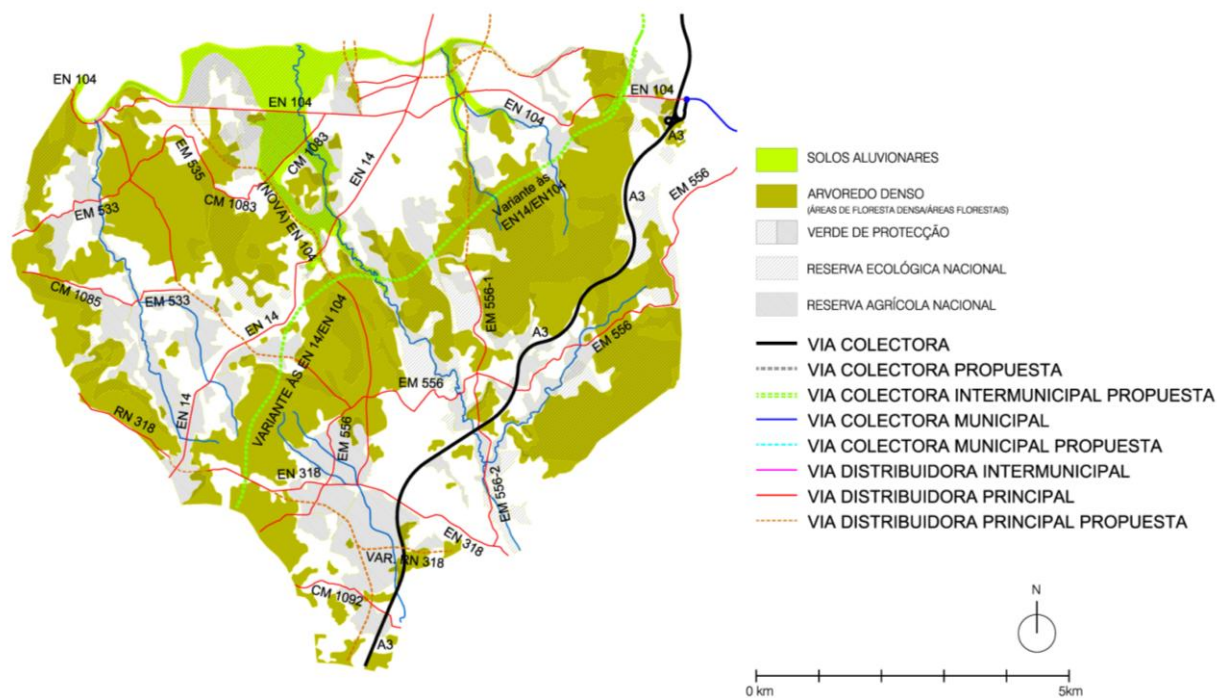 EN 104
EN 104
EN 104
EN 104
A3
EM 535
CM 1083
EN 14
CM 1083
(NOVA) EN 104
Variante às
EN14/EN104
A3
EM 556
EM 533
CM 1085
EM 533
EN 14
EM 556-1
A3
EM 556
VARIANTE ÀS EN 14/EN 104
EM 556
RN 318
EN 14
EM 556
EN 318
EM 556-2
EN 318
VAR. RN 318
CM 1092
A3
SOLOS ALUVIONARES
ARVOREDO DENSO
(ÁREAS DE FLORESTA DENSA/ÁREAS FLORESTAIS)
VERDE DE PROTECÇÃO
RESERVA ECOLÓGICA NACIONAL
RESERVA AGRÍCOLA NACIONAL
VIA COLECTORA
VIA COLECTORA PROPUESTA
VIA COLECTORA INTERMUNICIPAL PROPUESTA
VIA COLECTORA MUNICIPAL
VIA COLECTORA MUNICIPAL PROPUESTA
VIA DISTRIBUIDORA INTERMUNICIPAL
VIA DISTRIBUIDORA PRINCIPAL
VIA DISTRIBUIDORA PRINCIPAL PROPUESTA
N
0 km
5km